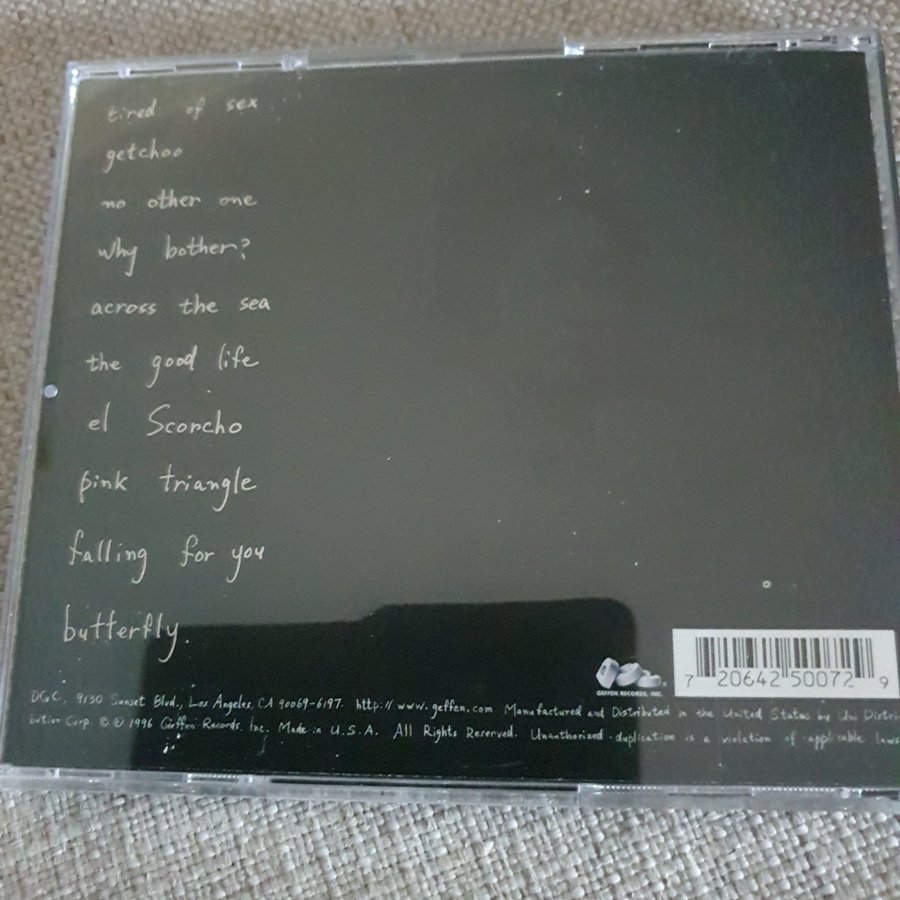 tired of sex
getchoo
no other one
why bother?
across the sea
the good life
el Scorcho
pink triangle
falling for you
butterfly.
GEFFEN RECORDS, INC.
7 20642 50072 9
DGC, 9130 Sunset Blvd., Los Angeles, CA 90069-6197. http://www.geffen.com Manufactured and Distributed in the United States by Uni Distri-
bution Corp. © ℗ 1996 Geffen Records, Inc. Made in U.S.A. All Rights Reserved. Unauthorized duplication is a violation of applicable laws